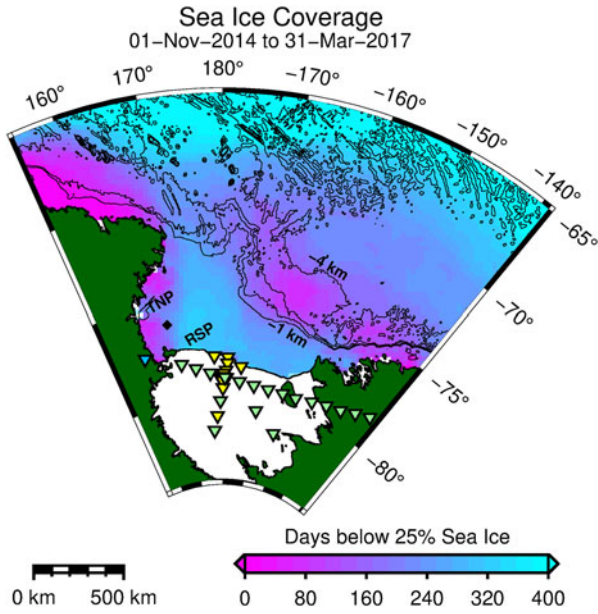 Sea Ice Coverage
01−Nov−2014 to 31−Mar−2017
160° 170° 180° −170° −160° −150° −140°
−65°
−70°
−75°
−80°
−4 km
−1 km
TNP
RSP
Days below 25% Sea Ice
0 80 160 240 320 400
0 km 500 km